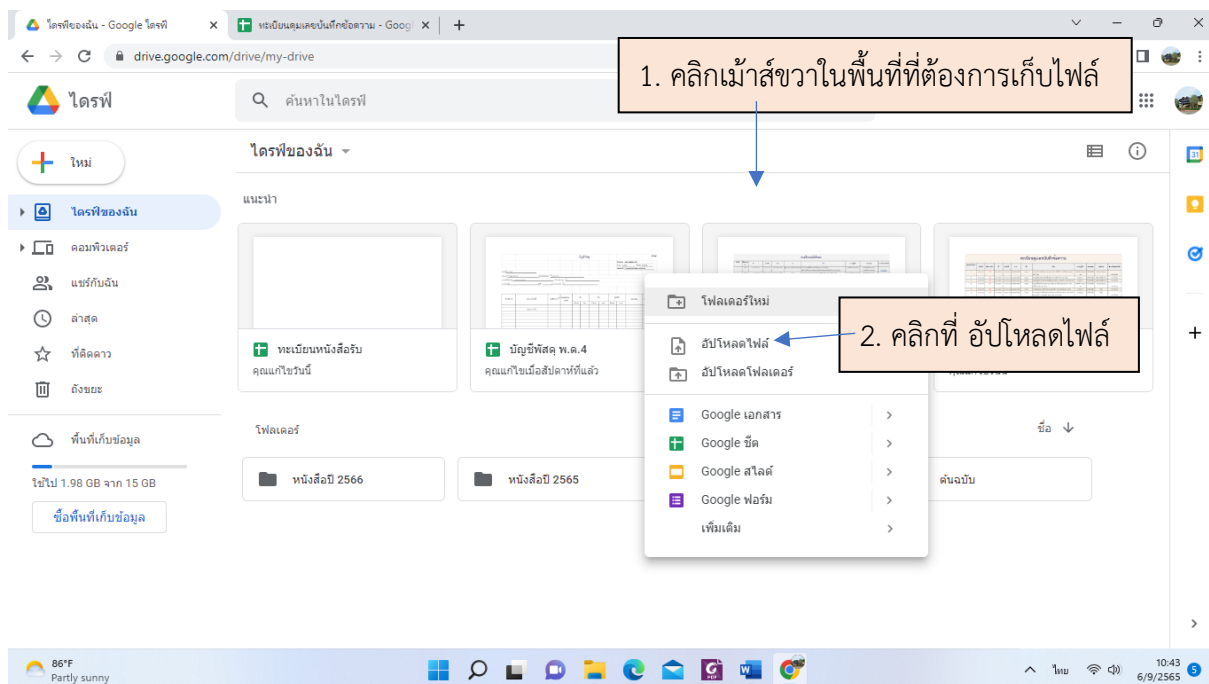 ไดรฟ์ของฉัน - Google ไดรฟ์
ทะเบียนคุมเลขบันทึกข้อความ - Goog
drive.google.com/drive/my-drive
1. คลิกเม้าส์ขวาในพื้นที่ที่ต้องการเก็บไฟล์
ไดรฟ์
ค้นหาในไดรฟ์
ใหม่
ไดรฟ์ของฉัน
31
แนะนำ
ไดรฟ์ของฉัน
คอมพิวเตอร์
แชร์กับฉัน
ล่าสุด
ที่ติดดาว
ถังขยะ
พื้นที่เก็บข้อมูล
ใช้ไป 1.98 GB จาก 15 GB
ซื้อพื้นที่เก็บข้อมูล
ทะเบียนหนังสือรับ
คุณแก้ไขวันนี้
บัญชีพัสดุ พ.ด.4
คุณแก้ไขเมื่อสัปดาห์ที่แล้ว
โฟลเดอร์ใหม่
อัปโหลดไฟล์
2. คลิกที่ อัปโหลดไฟล์
อัปโหลดโฟลเดอร์
Google เอกสาร
Google ชีต
Google สไลด์
Google ฟอร์ม
เพิ่มเติม
โฟลเดอร์
ชื่อ
หนังสือปี 2566
หนังสือปี 2565
ต้นฉบับ
86°F
Partly sunny
ไทย
10:43
6/9/2565
5